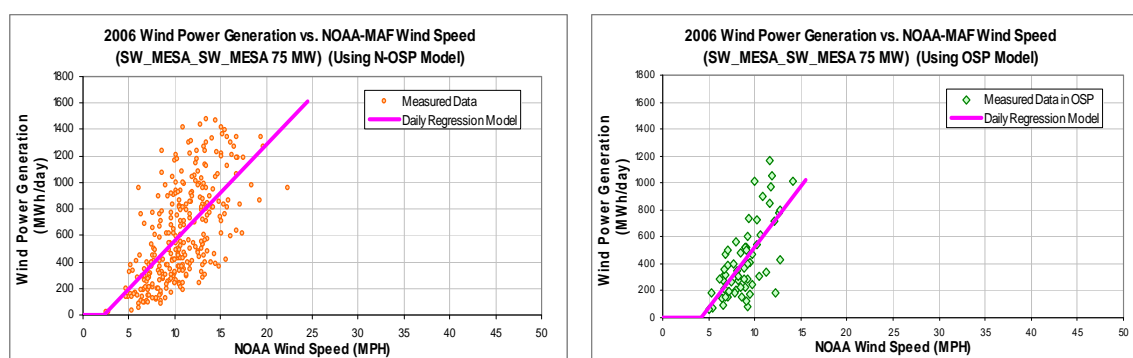 2006 Wind Power Generation vs. NOAA-MAF Wind Speed
(SW_MESA_SW_MESA 75 MW) (Using N-OSP Model)
Wind Power Generation
(MWh/day)
1800
1600
1400
1200
1000
800
600
400
200
0
Measured Data
Daily Regression Model
0 5 10 15 20 25 30 35 40 45 50
NOAA Wind Speed (MPH)
2006 Wind Power Generation vs. NOAA-MAF Wind Speed
(SW_MESA_SW_MESA 75 MW) (Using OSP Model)
Wind Power Generation
(MWh/day)
1800
1600
1400
1200
1000
800
600
400
200
0
Measured Data in OSP
Daily Regression Model
0 5 10 15 20 25 30 35 40 45 50
NOAA Wind Speed (MPH)